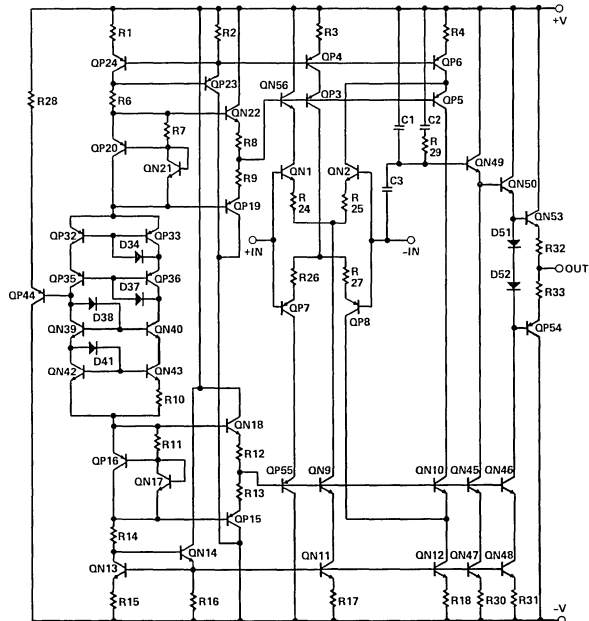 +V
R1
R2
R3
R4
QP24
QP23
QP4
QP6
R28
R6
QN56
QP3
QP5
QN22
R7
R8
C1
C2
QP20
QN21
R9
R
29
QN49
QN1
QN2
C3
QN50
QP19
R
24
R
25
QN53
QP32
D34
QP33
D51
R32
+IN
-IN
OUT
QP35
D37
QP36
R26
R
27
D52
R33
QP44
D38
QP7
QP8
QN39
QN40
QP54
D41
QN42
QN43
R10
QN18
R11
R12
QP16
QN17
R13
QP55
QN9
QN10
QN45
QN46
QP15
R14
QN14
QN13
QN11
QN12
QN47
QN48
R15
R16
R17
R18
R30
R31
-V